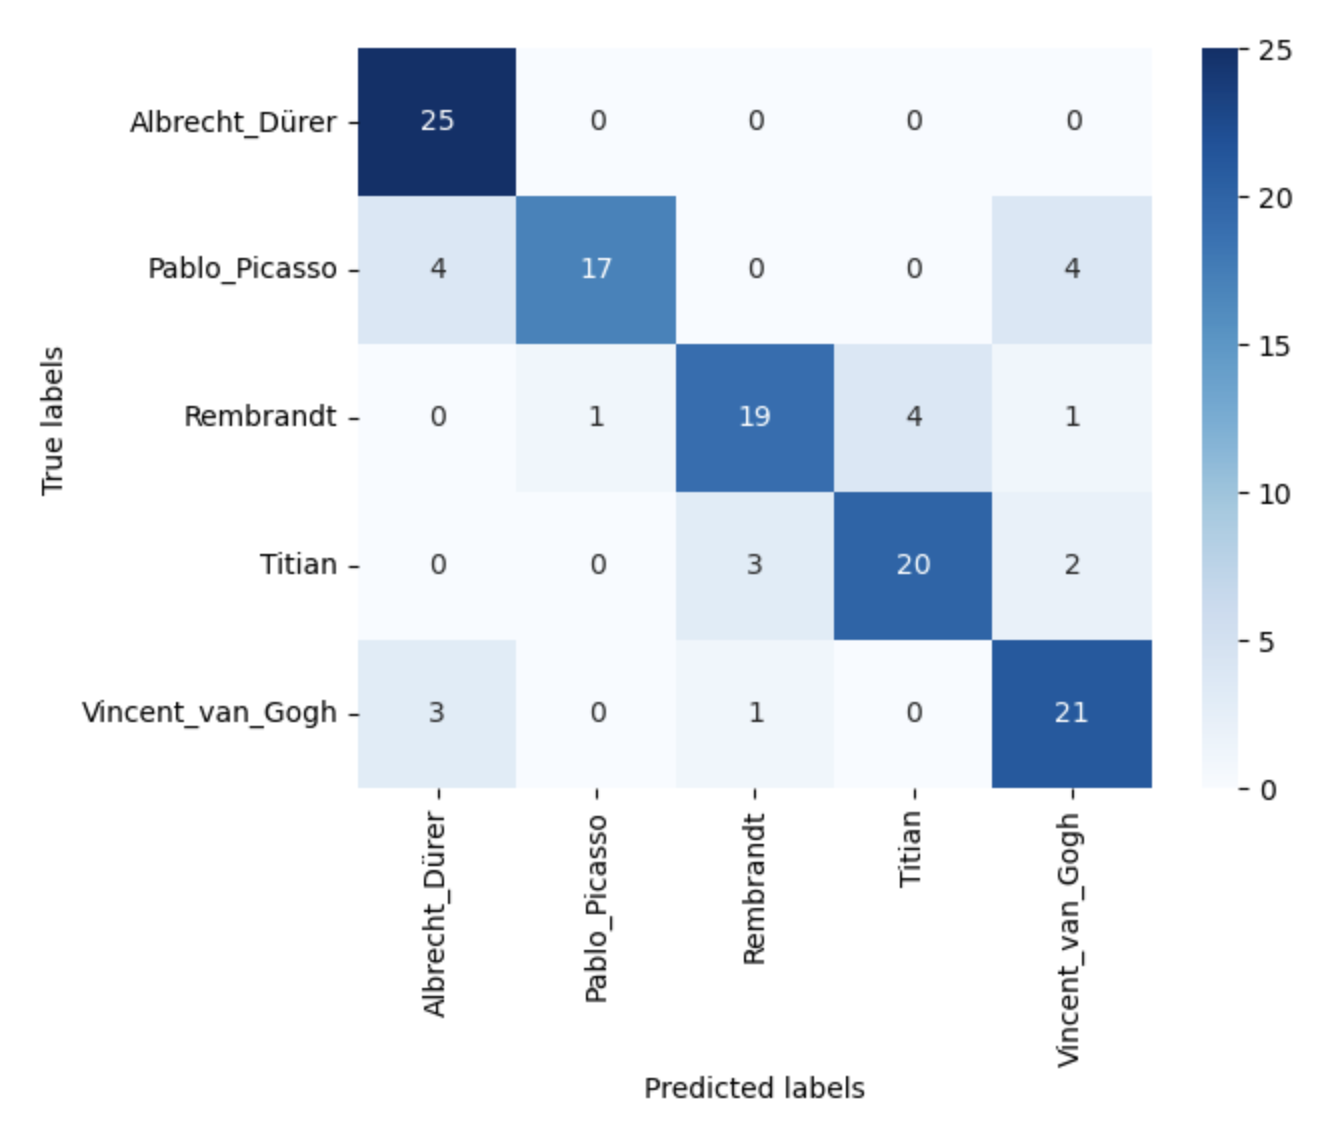 Albrecht_Dürer 25 0 0 0 0
Pablo_Picasso 4 17 0 0 4
Rembrandt 0 1 19 4 1
Titian 0 0 3 20 2
Vincent_van_Gogh 3 0 1 0 21
True labels
Albrecht_Dürer
Pablo_Picasso
Rembrandt
Titian
Vincent_van_Gogh
Predicted labels
25
20
15
10
5
0